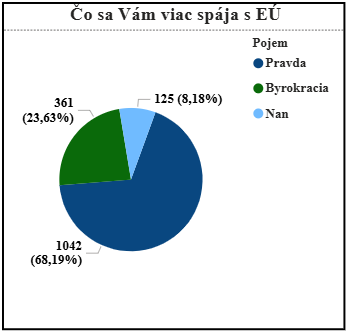 Čo sa Vám viac spája s EÚ
Pojem
Pravda
Byrokracia
Nan
125 (8,18%)
361
(23,63%)
1042
(68,19%)